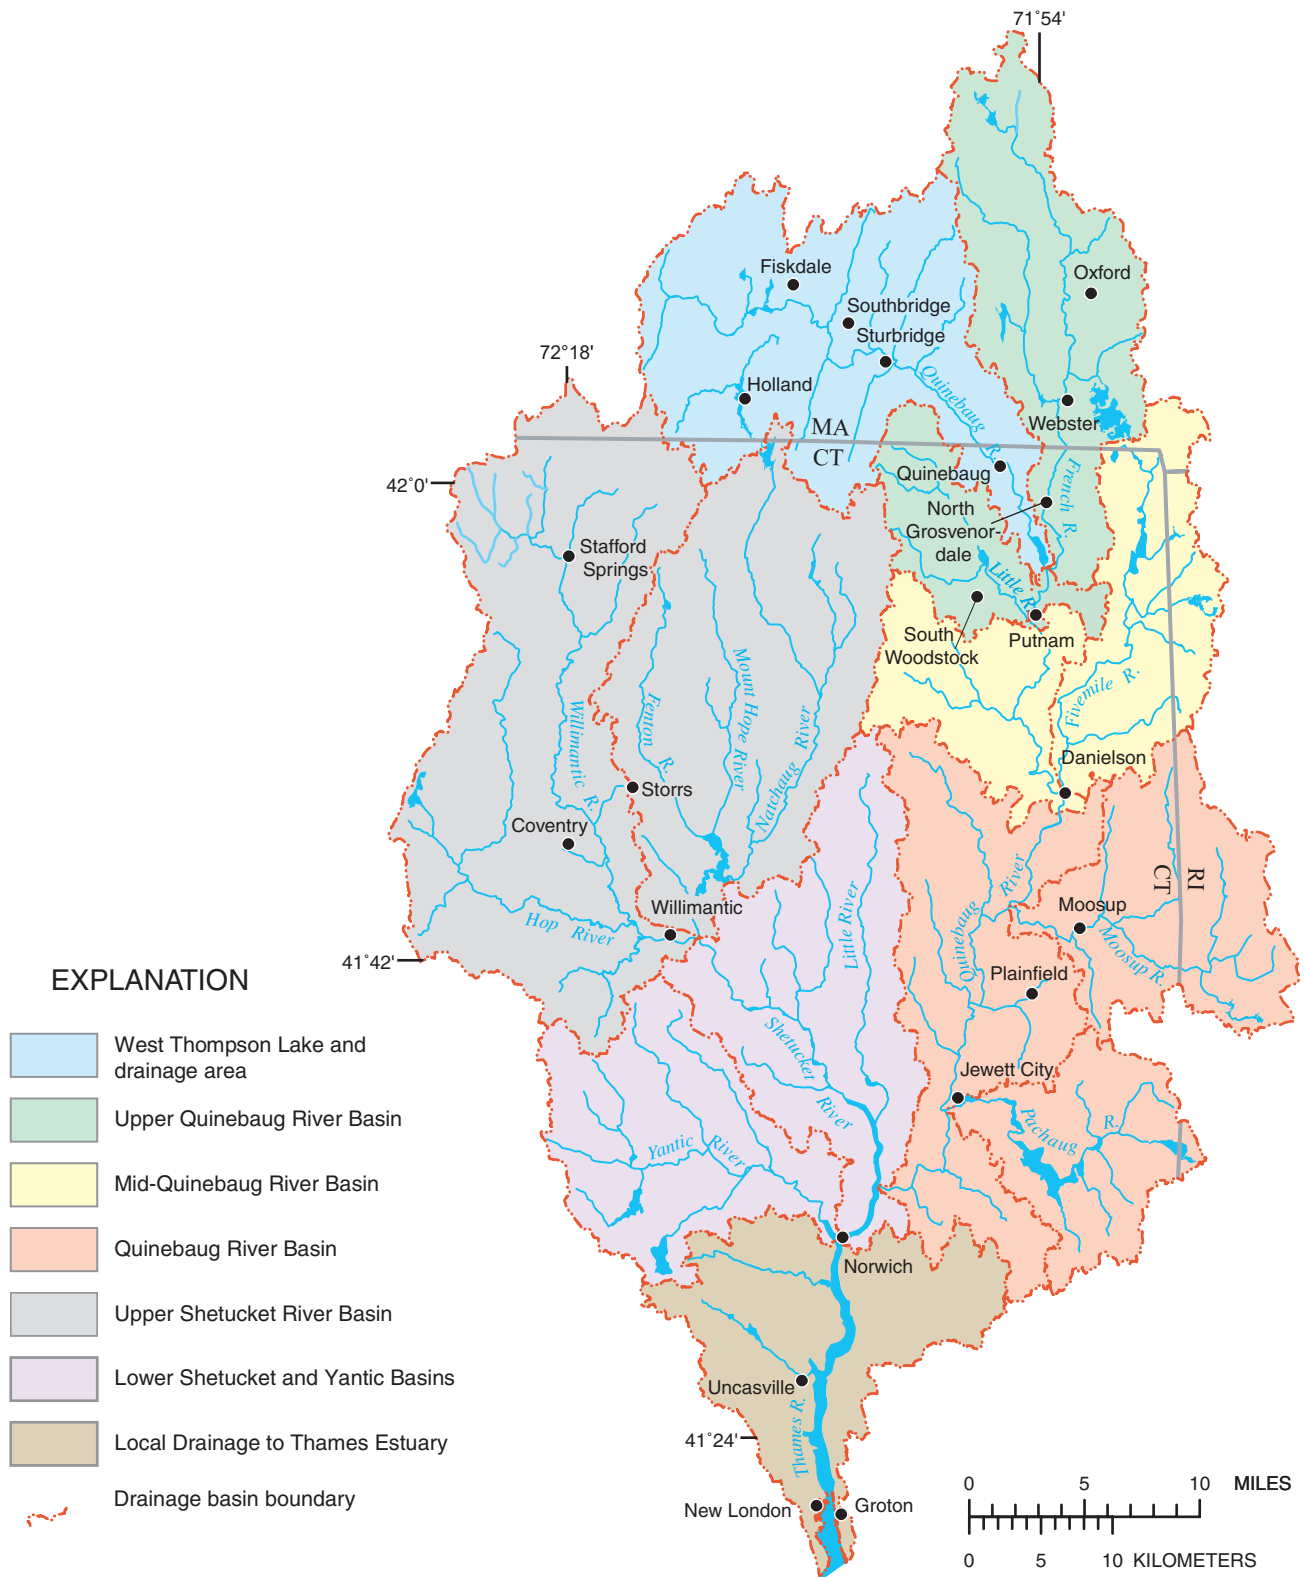 71°54'
Fiskdale
Oxford
Southbridge
Sturbridge
72°18'
Holland
Quinebaug R.
MA
Webster
CT
Quinebaug
French R.
42°0'
North
Grosvenor-
dale
Stafford
Springs
Little R.
South
Woodstock
Putnam
Mount Hope River
Fenton R.
Willimantic R.
Natchaug River
Fivemile R.
Danielson
Storrs
Coventry
Quinebaug River
CT
RI
Willimantic
Little River
Moosup
Hop River
Moosup R.
41°42'
Plainfield
Shetucket River
Jewett City
Pachaug R.
Yantic River
Norwich
Uncasville
Thames R.
41°24'
New London
Groton
EXPLANATION
West Thompson Lake and
drainage area
Upper Quinebaug River Basin
Mid-Quinebaug River Basin
Quinebaug River Basin
Upper Shetucket River Basin
Lower Shetucket and Yantic Basins
Local Drainage to Thames Estuary
Drainage basin boundary
0 5 10 MILES
0 5 10 KILOMETERS